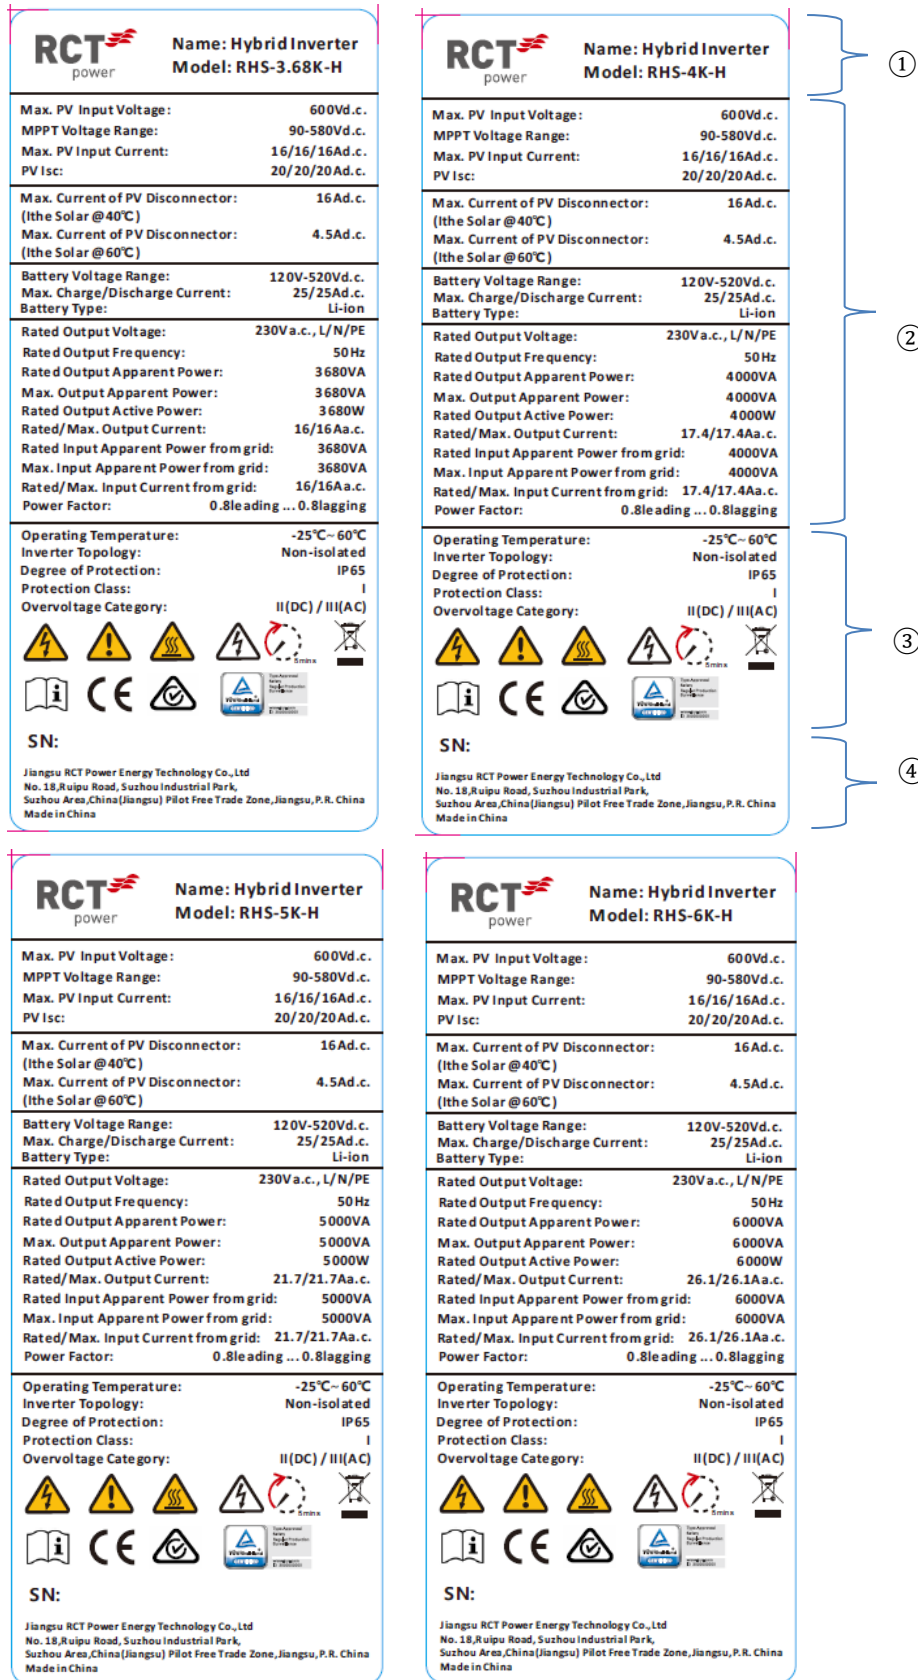 RCT
power
Name: Hybrid Inverter
Model: RHS-3.68K-H
Max. PV Input Voltage: 600Vd.c.
MPPT Voltage Range: 90-580Vd.c.
Max. PV Input Current: 16/16/16Ad.c.
PV Isc: 20/20/20Ad.c.
Max. Current of PV Disconnector: 16Ad.c.
(Ithe Solar@40℃)
Max. Current of PV Disconnector: 4.5Ad.c.
(Ithe Solar@60℃)
Battery Voltage Range: 120V-520Vd.c.
Max. Charge/Discharge Current: 25/25Ad.c.
Battery Type: Li-ion
Rated Output Voltage: 230Va.c., L/N/PE
Rated Output Frequency: 50Hz
Rated Output Apparent Power: 3680VA
Max. Output Apparent Power: 3680VA
Rated Output Active Power: 3680W
Rated/Max. Output Current: 16/16Aa.c.
Rated Input Apparent Power from grid: 3680VA
Max. Input Apparent Power from grid: 3680VA
Rated/Max. Input Current from grid: 16/16Aa.c.
Power Factor: 0.8leading ... 0.8lagging
Operating Temperature: -25℃~60℃
Inverter Topology: Non-isolated
Degree of Protection: IP65
Protection Class: I
Overvoltage Category: II(DC) / III(AC)
5mins
CE
SN:
Jiangsu RCT Power Energy Technology Co.,Ltd
No. 18,Ruipu Road, Suzhou Industrial Park,
Suzhou Area,China(Jiangsu) Pilot Free Trade Zone,Jiangsu,P.R. China
Made in China
RCT
power
Name: Hybrid Inverter
Model: RHS-4K-H
Max. PV Input Voltage: 600Vd.c.
MPPT Voltage Range: 90-580Vd.c.
Max. PV Input Current: 16/16/16Ad.c.
PV Isc: 20/20/20Ad.c.
Max. Current of PV Disconnector: 16Ad.c.
(Ithe Solar@40℃)
Max. Current of PV Disconnector: 4.5Ad.c.
(Ithe Solar@60℃)
Battery Voltage Range: 120V-520Vd.c.
Max. Charge/Discharge Current: 25/25Ad.c.
Battery Type: Li-ion
Rated Output Voltage: 230Va.c., L/N/PE
Rated Output Frequency: 50Hz
Rated Output Apparent Power: 4000VA
Max. Output Apparent Power: 4000VA
Rated Output Active Power: 4000W
Rated/Max. Output Current: 17.4/17.4Aa.c.
Rated Input Apparent Power from grid: 4000VA
Max. Input Apparent Power from grid: 4000VA
Rated/Max. Input Current from grid: 17.4/17.4Aa.c.
Power Factor: 0.8leading ... 0.8lagging
Operating Temperature: -25℃~60℃
Inverter Topology: Non-isolated
Degree of Protection: IP65
Protection Class: I
Overvoltage Category: II(DC) / III(AC)
5mins
CE
SN:
Jiangsu RCT Power Energy Technology Co.,Ltd
No. 18,Ruipu Road, Suzhou Industrial Park,
Suzhou Area,China(Jiangsu) Pilot Free Trade Zone,Jiangsu,P.R. China
Made in China
①
②
③
④
RCT
power
Name: Hybrid Inverter
Model: RHS-5K-H
Max. PV Input Voltage: 600Vd.c.
MPPT Voltage Range: 90-580Vd.c.
Max. PV Input Current: 16/16/16Ad.c.
PV Isc: 20/20/20Ad.c.
Max. Current of PV Disconnector: 16Ad.c.
(Ithe Solar@40℃)
Max. Current of PV Disconnector: 4.5Ad.c.
(Ithe Solar@60℃)
Battery Voltage Range: 120V-520Vd.c.
Max. Charge/Discharge Current: 25/25Ad.c.
Battery Type: Li-ion
Rated Output Voltage: 230Va.c., L/N/PE
Rated Output Frequency: 50Hz
Rated Output Apparent Power: 5000VA
Max. Output Apparent Power: 5000VA
Rated Output Active Power: 5000W
Rated/Max. Output Current: 21.7/21.7Aa.c.
Rated Input Apparent Power from grid: 5000VA
Max. Input Apparent Power from grid: 5000VA
Rated/Max. Input Current from grid: 21.7/21.7Aa.c.
Power Factor: 0.8leading ... 0.8lagging
Operating Temperature: -25℃~60℃
Inverter Topology: Non-isolated
Degree of Protection: IP65
Protection Class: I
Overvoltage Category: II(DC) / III(AC)
5mins
CE
SN:
Jiangsu RCT Power Energy Technology Co.,Ltd
No. 18,Ruipu Road, Suzhou Industrial Park,
Suzhou Area,China(Jiangsu) Pilot Free Trade Zone,Jiangsu,P.R. China
Made in China
RCT
power
Name: Hybrid Inverter
Model: RHS-6K-H
Max. PV Input Voltage: 600Vd.c.
MPPT Voltage Range: 90-580Vd.c.
Max. PV Input Current: 16/16/16Ad.c.
PV Isc: 20/20/20Ad.c.
Max. Current of PV Disconnector: 16Ad.c.
(Ithe Solar@40℃)
Max. Current of PV Disconnector: 4.5Ad.c.
(Ithe Solar@60℃)
Battery Voltage Range: 120V-520Vd.c.
Max. Charge/Discharge Current: 25/25Ad.c.
Battery Type: Li-ion
Rated Output Voltage: 230Va.c., L/N/PE
Rated Output Frequency: 50Hz
Rated Output Apparent Power: 6000VA
Max. Output Apparent Power: 6000VA
Rated Output Active Power: 6000W
Rated/Max. Output Current: 26.1/26.1Aa.c.
Rated Input Apparent Power from grid: 6000VA
Max. Input Apparent Power from grid: 6000VA
Rated/Max. Input Current from grid: 26.1/26.1Aa.c.
Power Factor: 0.8leading ... 0.8lagging
Operating Temperature: -25℃~60℃
Inverter Topology: Non-isolated
Degree of Protection: IP65
Protection Class: I
Overvoltage Category: II(DC) / III(AC)
5mins
CE
SN:
Jiangsu RCT Power Energy Technology Co.,Ltd
No. 18,Ruipu Road, Suzhou Industrial Park,
Suzhou Area,China(Jiangsu) Pilot Free Trade Zone,Jiangsu,P.R. China
Made in China